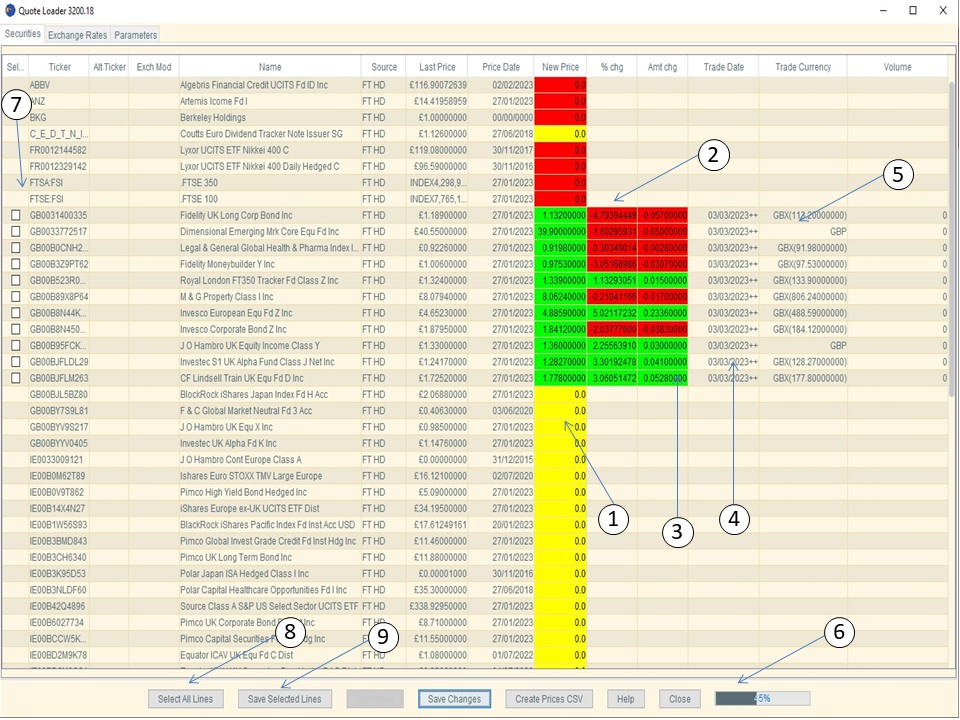 Quote Loader 3200.18
Securities Exchange Rates Parameters
Sel... Ticker Alt Ticker Exch Mod Name Source Last Price Price Date New Price % chg Amt chg Trade Date Trade Currency Volume
ABBV Algebris Financial Credit UCITS Fd ID Inc FT HD £116.90072639 02/02/2023 0.0
ANZ Artemis Icome Fd I FT HD £14.41958959 27/01/2023 0.0
7
BKG Berkeley Holdings FT HD £1.00000000 00/00/0000 0.0
C_E_D_T_N_I... Coutts Euro Dividend Tracker Note Issuer SG FT HD £1.12600000 27/06/2018 0.0
FR0012144582 Lyxor UCITS ETF Nikkei 400 C FT HD £119.08000000 30/11/2017 0.0
2
FR0012329142 Lyxor UCITS ETF Nikkei 400 Daily Hedged C FT HD £96.59000000 30/11/2016 0.0
5
FTSA:FSI .FTSE 350 FT HD INDEX4,298,9... 27/01/2023 0.0
FTSE:FSI .FTSE 100 FT HD INDEX7,765,1... 27/01/2023 0.0
GB0031400335 Fidelity UK Long Corp Bond Inc FT HD £1.18900000 27/01/2023 1.13200000 -4.79394449 -0.05700000 03/03/2023++ GBX(113.20000000) 0
GB0033772517 Dimensional Emerging Mrk Core Equ Fd Inc FT HD £40.55000000 27/01/2023 39.90000000 -1.60295931 -0.65000000 03/03/2023++ GBP 0
GB00B0CNH2... Legal & General Global Health & Pharma Index I... FT HD £0.92260000 27/01/2023 0.91980000 -0.30349014 -0.00280000 03/03/2023++ GBX(91.98000000) 0
GB00B3Z9PT62 Fidelity Moneybuilder Y Inc FT HD £1.00600000 27/01/2023 0.97530000 -3.05168986 -0.03070000 03/03/2023++ GBX(97.53000000) 0
GB00B523R0... Royal London FT350 Tracker Fd Class Z Inc FT HD £1.32400000 27/01/2023 1.33900000 1.13293051 0.01500000 03/03/2023++ GBX(133.90000000) 0
GB00B89X8P64 M & G Property Class I Inc FT HD £8.07940000 27/01/2023 8.06240000 -0.21041166 -0.01700000 03/03/2023++ GBX(806.24000000) 0
GB00B8N44K... Invesco European Equ Fd Z Inc FT HD £4.65230000 27/01/2023 4.88590000 5.02117232 0.23360000 03/03/2023++ GBX(488.59000000) 0
GB00B8N450... Invesco Corporate Bond Z Inc FT HD £1.87950000 27/01/2023 1.84120000 -2.03777600 -0.03830000 03/03/2023++ GBX(184.12000000) 0
GB00B95FCK... J O Hambro UK Equity Income Class Y FT HD £1.33000000 27/01/2023 1.36000000 2.25563910 0.03000000 03/03/2023++ GBP 0
GB00BJFLDL29 Investec S1 UK Alpha Fund Class J Net Inc FT HD £1.24170000 27/01/2023 1.28270000 3.30192478 0.04100000 03/03/2023++ GBX(128.27000000) 0
GB00BJFLM263 CF Lindsell Train UK Equ Fd D Inc FT HD £1.72520000 27/01/2023 1.77800000 3.06051472 0.05280000 03/03/2023++ GBX(177.80000000) 0
GB00BJL5BZ80 BlockRock iShares Japan Index Fd H Acc FT HD £2.06880000 27/01/2023 0.0
GB00BY7S9L81 F & C Global Market Neutral Fd 3 Acc FT HD £0.40630000 03/06/2020 0.0
GB00BYV9S217 J O Hambro UK Equ X Inc FT HD £0.98500000 27/01/2023 0.0
GB00BYYV0405 Investec UK Alpha Fd K Inc FT HD £1.14760000 27/01/2023 0.0
IE0033009121 J O Hambro Cont Europe Class A FT HD £0.00000000 31/12/2015 0.0
IE00B0M62T89 Ishares Euro STOXX TMV Large Europe FT HD £16.12100000 02/07/2020 0.0
IE00B0V9T862 Pimco High Yield Bond Hedged Inc FT HD £5.09000000 27/01/2023 0.0
IE00B14X4N27 iShares Europe ex-UK UCITS ETF Dist FT HD £34.19500000 27/01/2023 0.0
1 3 4
IE00B1W56S93 BlackRock iShares Pacific Index Fd Inst Acc USD FT HD £17.61249161 20/01/2023 0.0
IE00B3BMD843 Pimco Global Invest Grade Credit Fd Inst Hdg Inc FT HD £11.46000000 27/01/2023 0.0
IE00B3CH6340 Pimco UK Long Term Bond Inc FT HD £11.88000000 27/01/2023 0.0
IE00B3K95D53 Polar Japan ISA Hedged Class I Inc FT HD £0.00001000 30/11/2016 0.0
IE00B3NLDF60 Polar Capital Healthcare Opportunities Fd I Inc FT HD £35.30000000 27/06/2018 0.0
IE00B42Q4896 Source Class A S&P US Select Sector UCITS ETF FT HD £338.92950000 27/01/2023 0.0
IE00B6027734 Pimco UK Corporate Bond Inc FT HD £8.71000000 27/01/2023 0.0
8 9 6
IE00BCCW5K... Pimco Capital Securities Hdg Inc FT HD £11.55000000 27/01/2023 0.0
IE00BD2M9K78 Equator ICAV UK Equ Fd C Dist FT HD £1.08000000 01/07/2022 0.0
Select All Lines Save Selected Lines Save Changes Create Prices CSV Help Close 45%